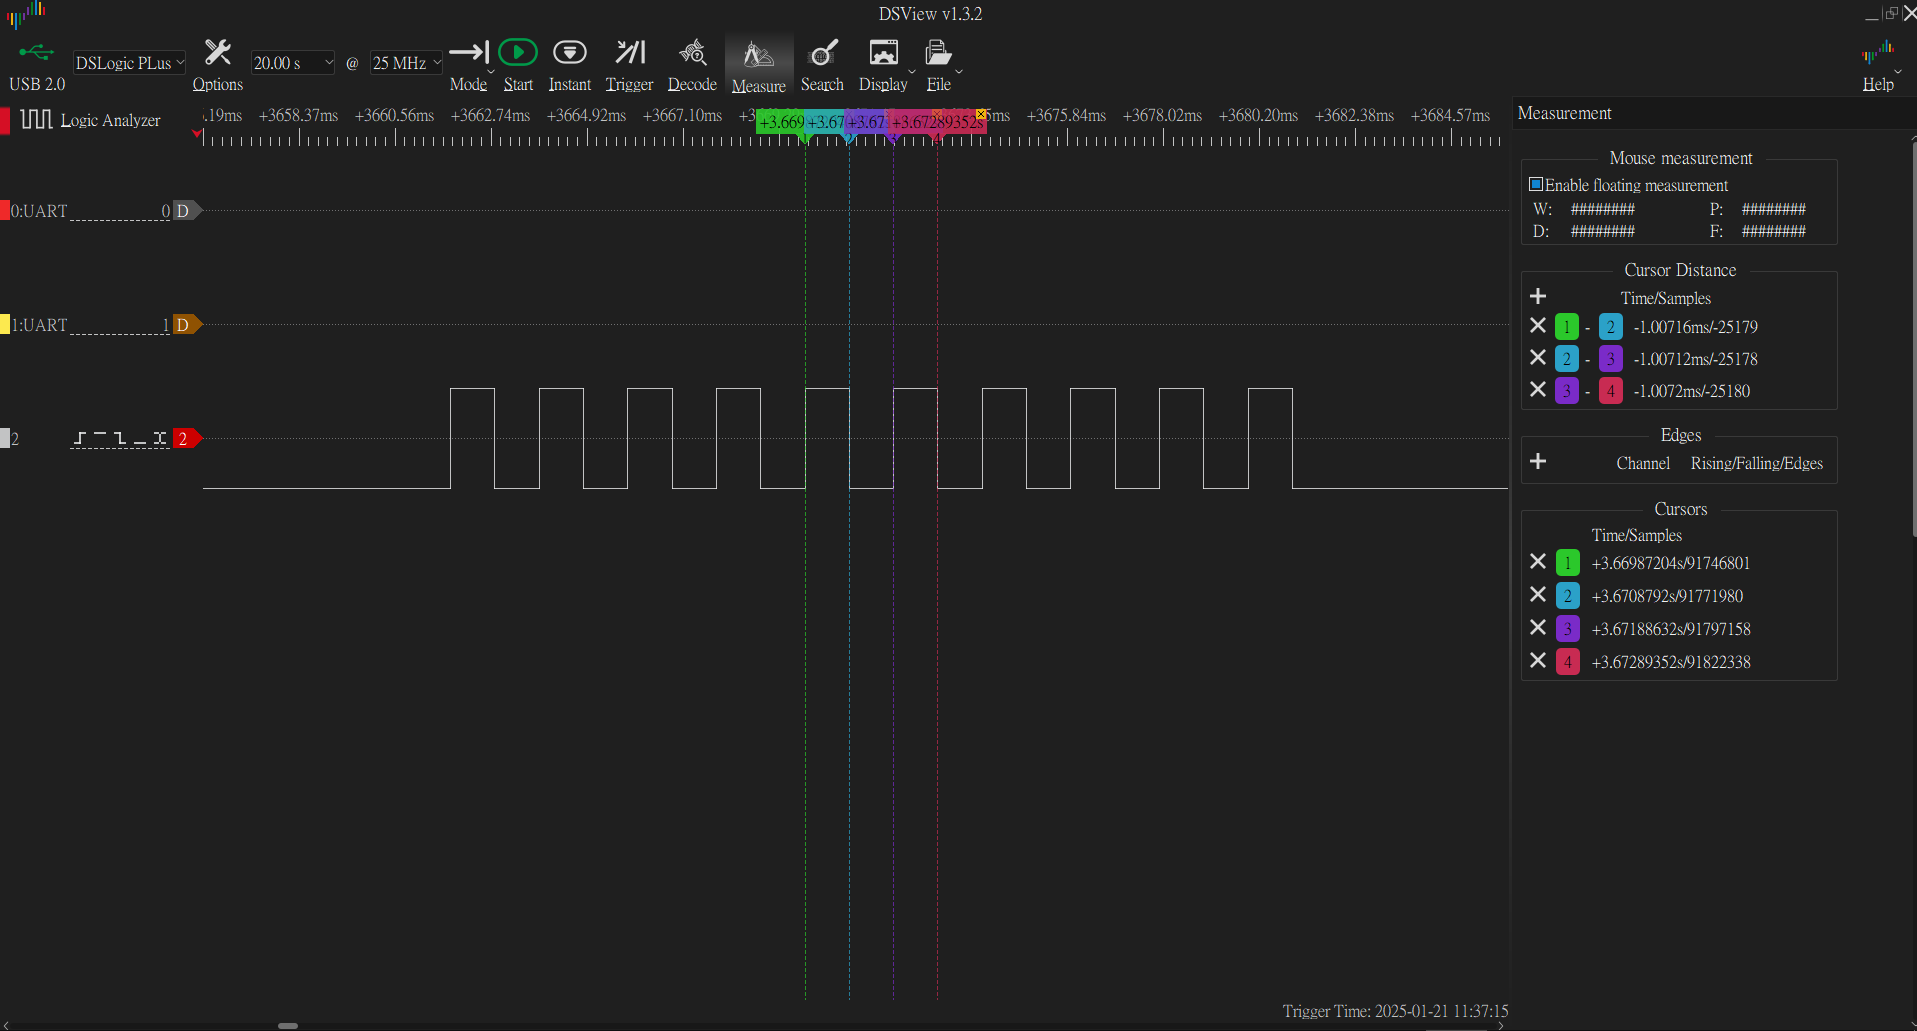 DSView v1.3.2
USB 2.0
DSLogic PLus
Options
20.00 s
@
25 MHz
Mode
Start
Instant
Trigger
Decode
Measure
Search
Display
File
Help
Logic Analyzer
.19ms +3658.37ms +3660.56ms +3662.74ms +3664.92ms +3667.10ms +3675.84ms +3678.02ms +3680.20ms +3682.38ms +3684.57ms
+3.669 +3.67 +3.67 +3.67289352s
0:UART 0 D
1:UART 1 D
2 2
Measurement
Mouse measurement
Enable floating measurement
W: ######## P: ########
D: ######## F: ########
Cursor Distance
Time/Samples
1 - 2 -1.00716ms/-25179
2 - 3 -1.00712ms/-25178
3 - 4 -1.0072ms/-25180
Edges
Channel Rising/Falling/Edges
Cursors
Time/Samples
1 +3.66987204s/91746801
2 +3.6708792s/91771980
3 +3.67188632s/91797158
4 +3.67289352s/91822338
Trigger Time: 2025-01-21 11:37:15